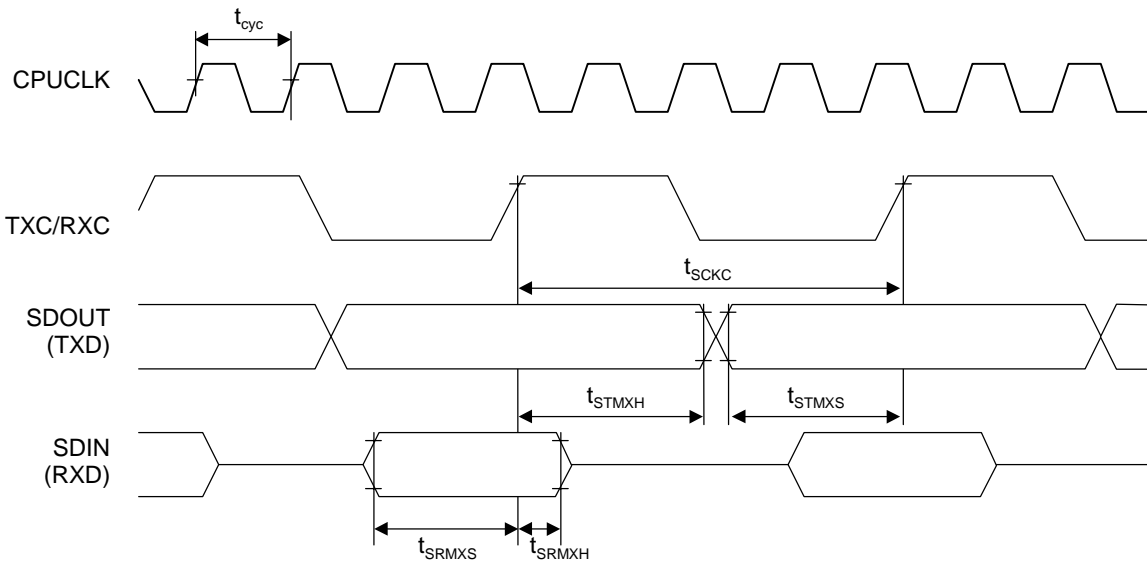 tcyc
CPUCLK
TXC/RXC
tSCKC
SDOUT
(TXD)
tSTMXH
tSTMXS
SDIN
(RXD)
tSRMXS
tSRMXH